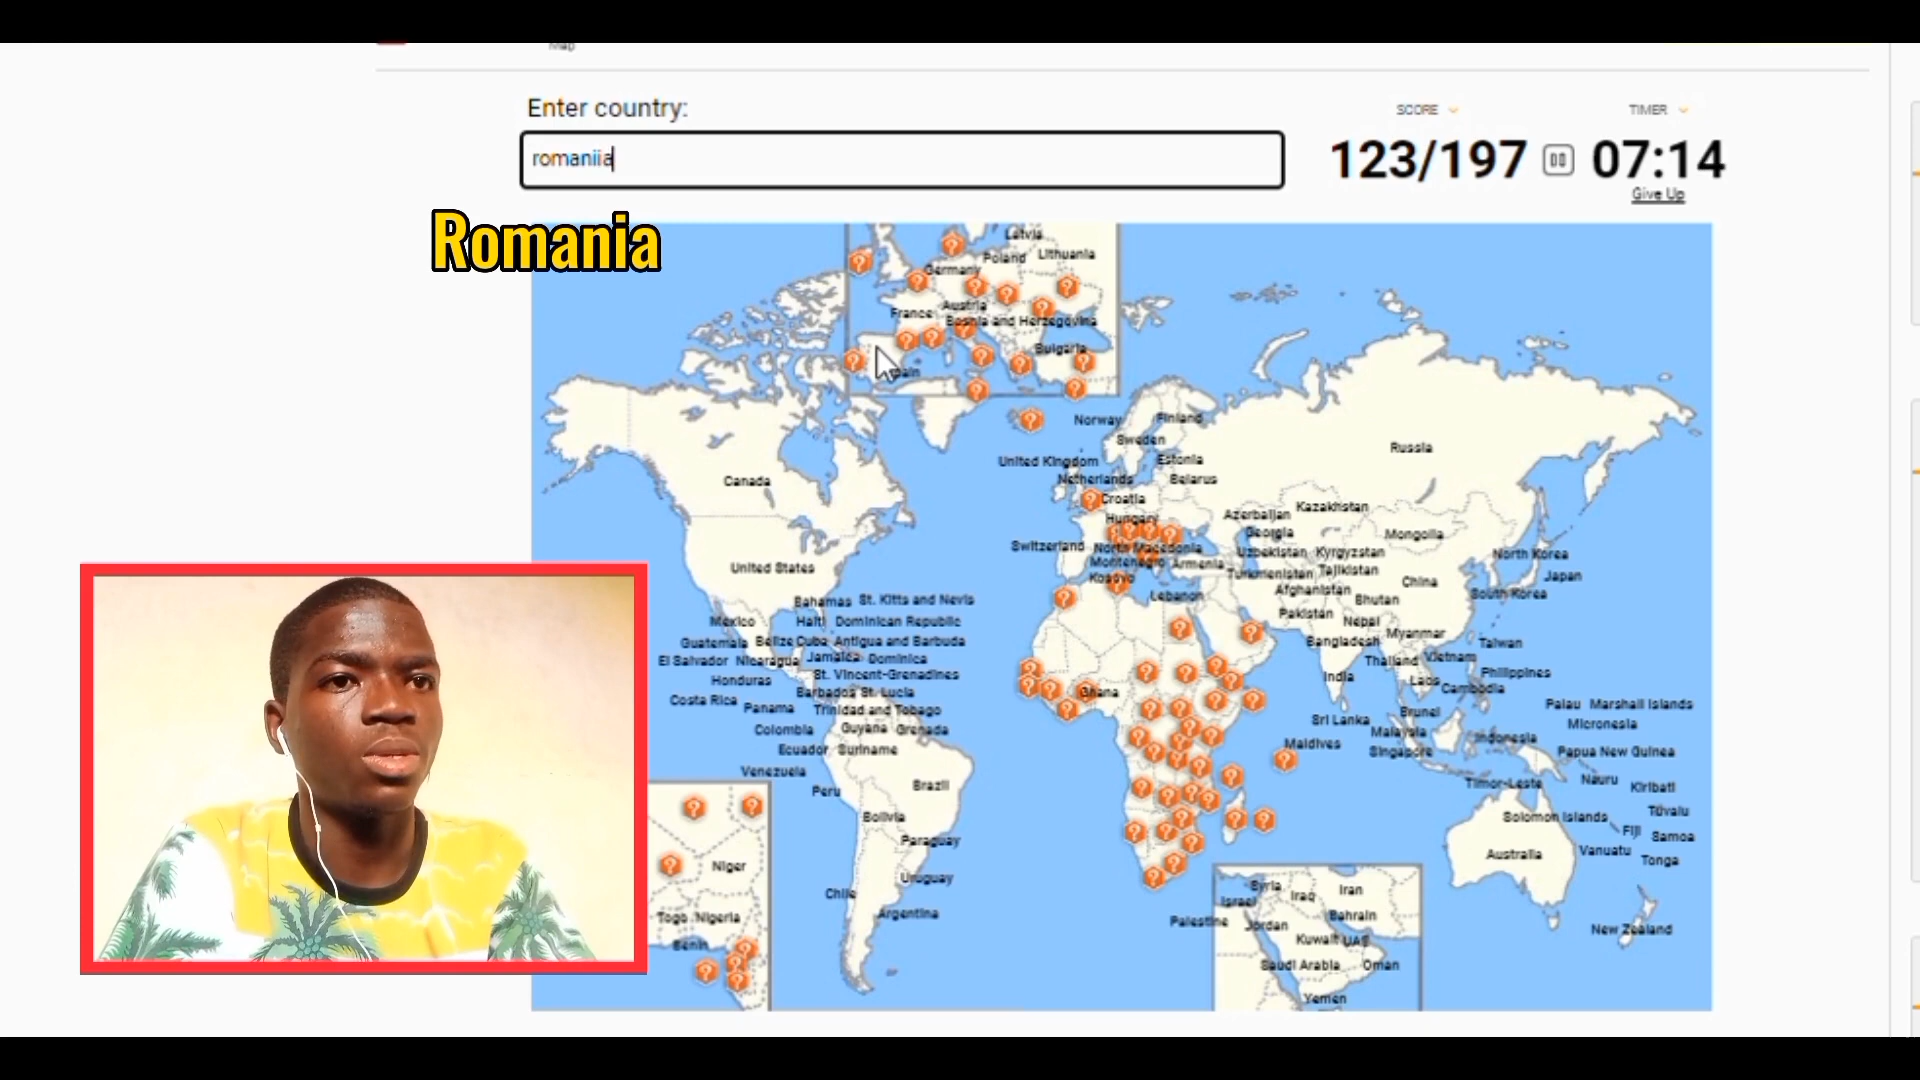 Map
Enter country:
SCORE
TIMER
romaniia
123/197
07:14
Give Up
Romania
Latvia
Poland
Lithuania
Germany
Austria
France
Bosnia and Herzegovina
Bulgaria
Norway
Finland
Sweden
Russia
United Kingdom
Estonia
Netherlands
Belarus
Canada
Croatia
Kazakhstan
Hungary
Azerbaijan
Georgia
Mongolia
Switzerland
North Macedonia
Uzbekistan
Kyrgyzstan
North Korea
United States
Montenegro
Armenia
Turkmenistan
Tajikistan
Japan
Kosovo
China
Afghanistan
South Korea
Lebanon
Bhutan
Bahamas
St. Kitts and Nevis
Pakistan
Nepal
Mexico
Haiti
Dominican Republic
Myanmar
Guatemala
Belize
Cuba
Antigua and Barbuda
Bangladesh
Taiwan
El Salvador
Nicaragua
Jamaica
Dominica
Thailand
Vietnam
Honduras
St. Vincent-Grenadines
India
Laos
Philippines
Barbados
St. Lucia
Ghana
Cambodia
Costa Rica
Panama
Trinidad and Tobago
Palau
Marshall Islands
Colombia
Guyana
Grenada
Sri Lanka
Brunei
Micronesia
Malaysia
Indonesia
Ecuador
Suriname
Maldives
Singapore
Papua New Guinea
Venezuela
Timor-Leste
Nauru
Kiribati
Peru
Brazil
Tuvalu
Bolivia
Solomon Islands
Fiji
Samoa
Paraguay
Australia
Vanuatu
Tonga
Niger
Uruguay
Syria
Iraq
Iran
Chile
Israel
Togo
Nigeria
Argentina
Palestine
Jordan
Bahrain
New Zealand
Benin
Kuwait
UAE
Saudi Arabia
Oman
Yemen